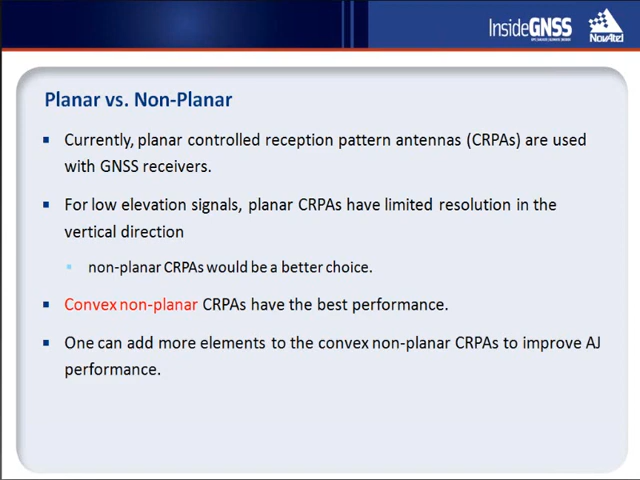 InsideGNSS
NovAtel
Planar vs. Non-Planar
Currently, planar controlled reception pattern antennas (CRPAs) are used
with GNSS receivers.
For low elevation signals, planar CRPAs have limited resolution in the
vertical direction
non-planar CRPAs would be a better choice.
Convex non-planar CRPAs have the best performance.
One can add more elements to the convex non-planar CRPAs to improve AJ
performance.